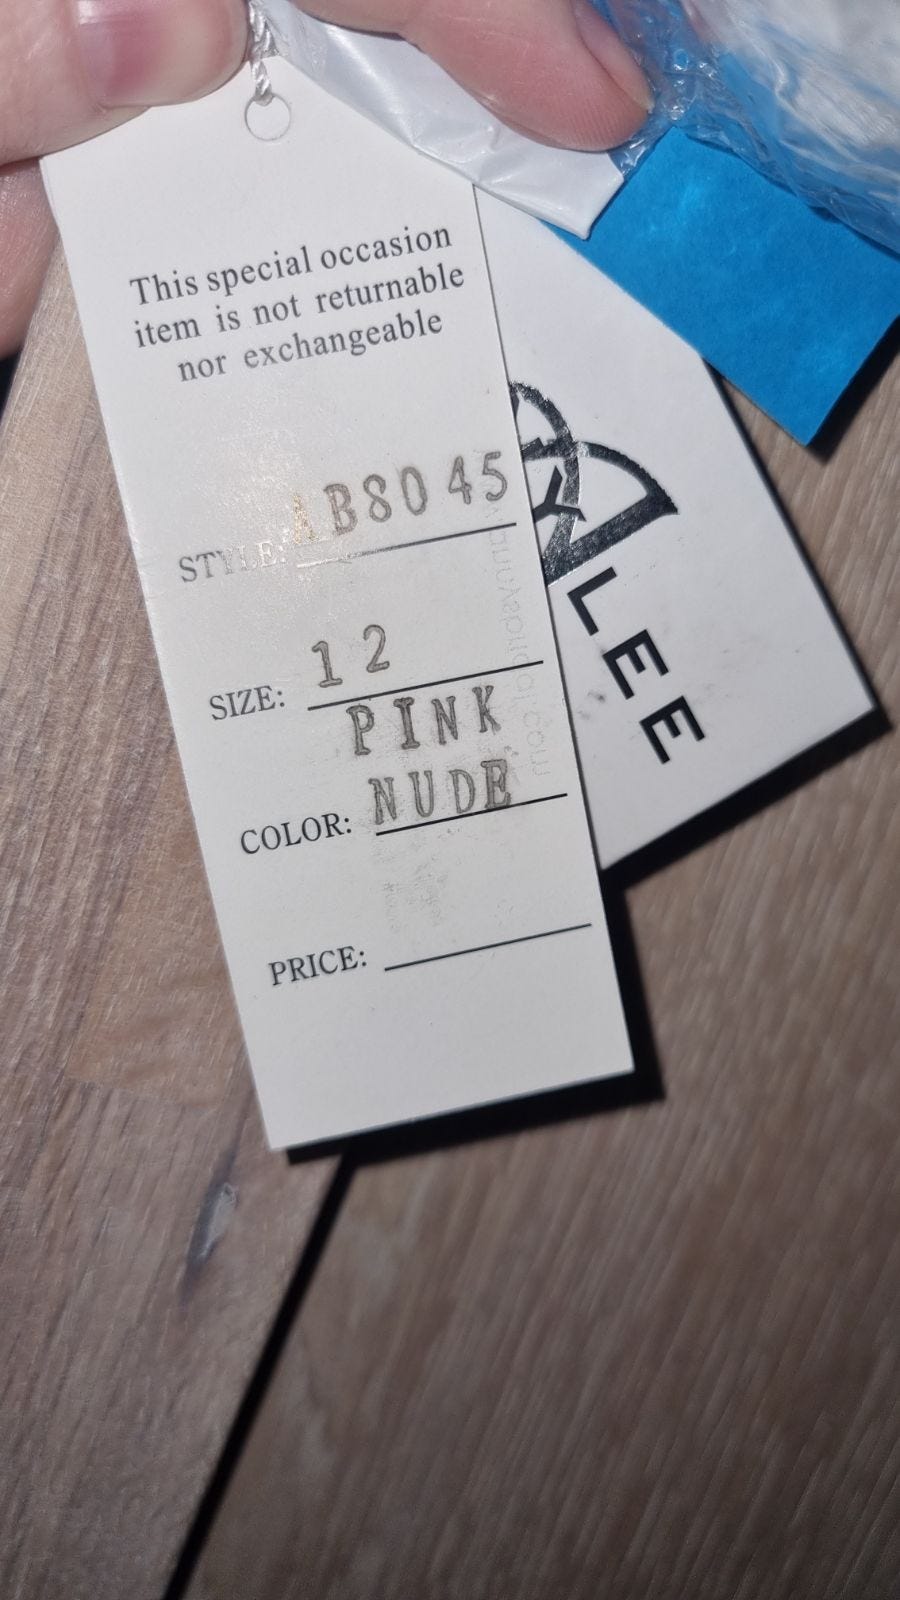 This special occasion
item is not returnable
nor exchangeable
STYLE: AB8045
SIZE: 12
PINK
COLOR: NUDE
PRICE:
LEE